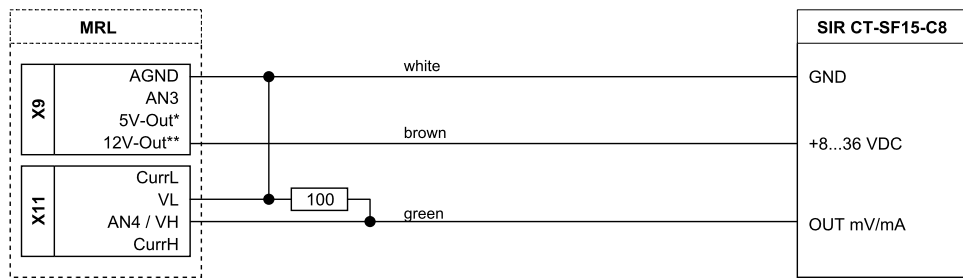 MRL
SIR CT-SF15-C8
X9
AGND
AN3
5V-Out*
12V-Out**
white
GND
brown
+8...36 VDC
X11
CurrL
VL
AN4 / VH
CurrH
100
green
OUT mV/mA